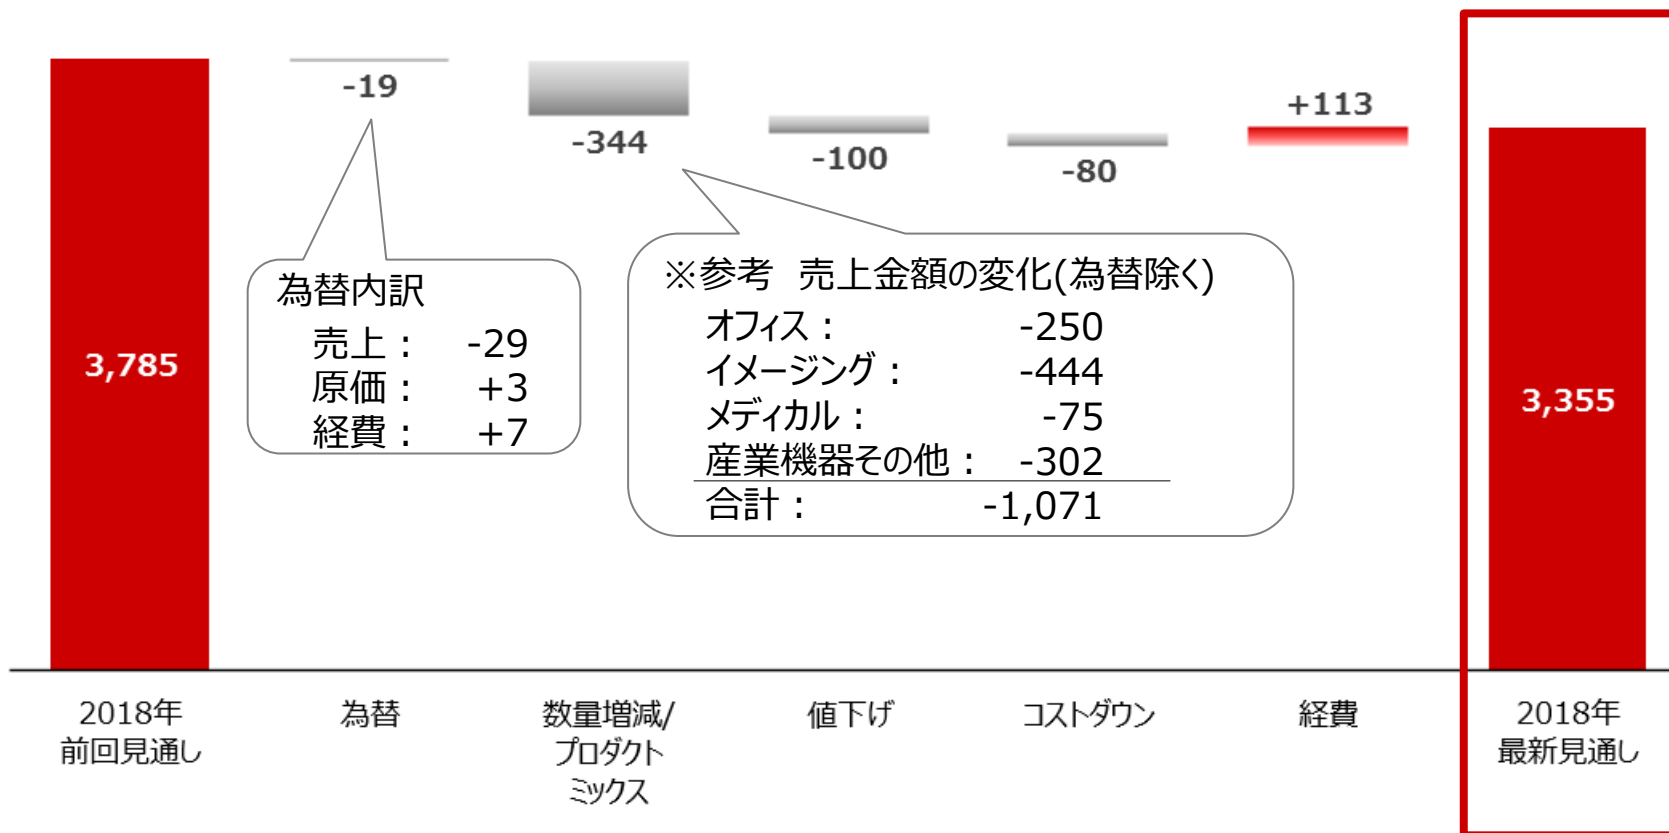 -19
-344
-100
-80
+113
3,785
3,355
為替内訳
売上： -29
原価： +3
経費： +7
※参考 売上金額の変化(為替除く)
オフィス： -250
イメージング： -444
メディカル： -75
産業機器その他： -302
合計： -1,071
2018年
前回見通し
為替
数量増減/
プロダクト
ミックス
値下げ
コストダウン
経費
2018年
最新見通し